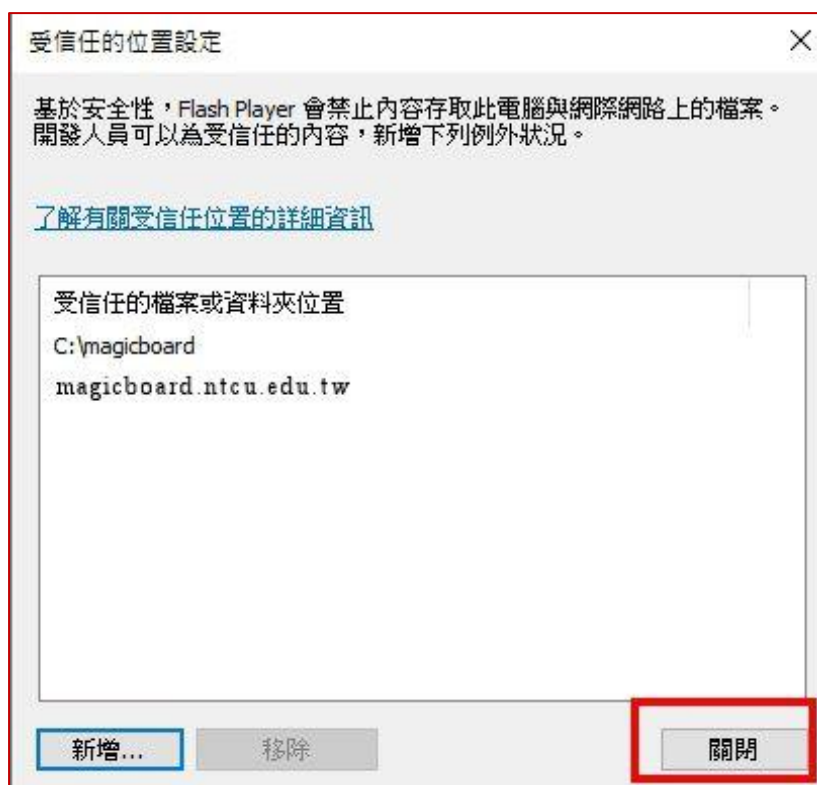 受信任的位置設定
基於安全性，Flash Player 會禁止內容存取此電腦與網際網路上的檔案。
開發人員可以為受信任的內容，新增下列例外狀況。
了解有關受信任位置的詳細資訊
受信任的檔案或資料夾位置
C:\magicboard
magicboard.ntcu.edu.tw
新增... 移除 關閉